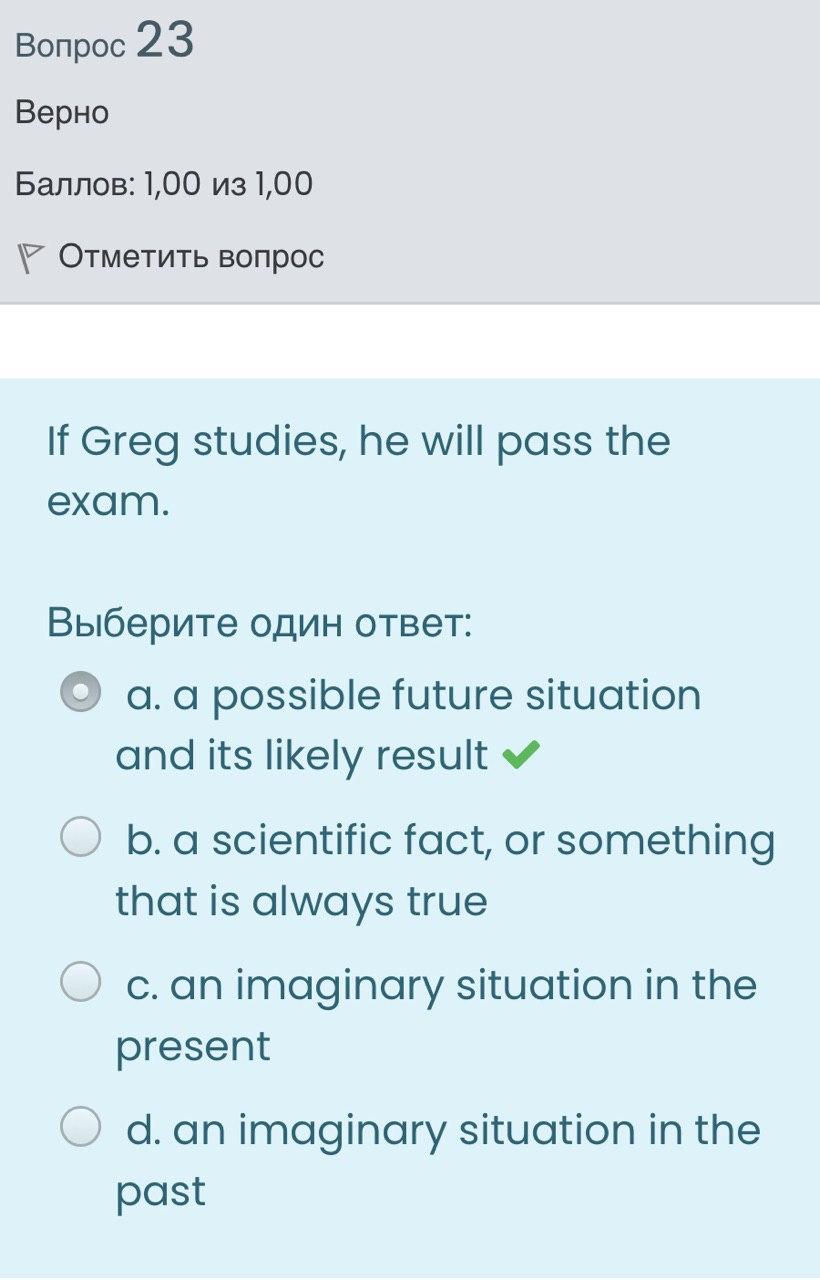 Вопрос 23
Верно
Баллов: 1,00 из 1,00
Отметить вопрос
If Greg studies, he will pass the
exam.
Выберите один ответ:
a. a possible future situation
and its likely result
b. a scientific fact, or something
that is always true
c. an imaginary situation in the
present
d. an imaginary situation in the
past